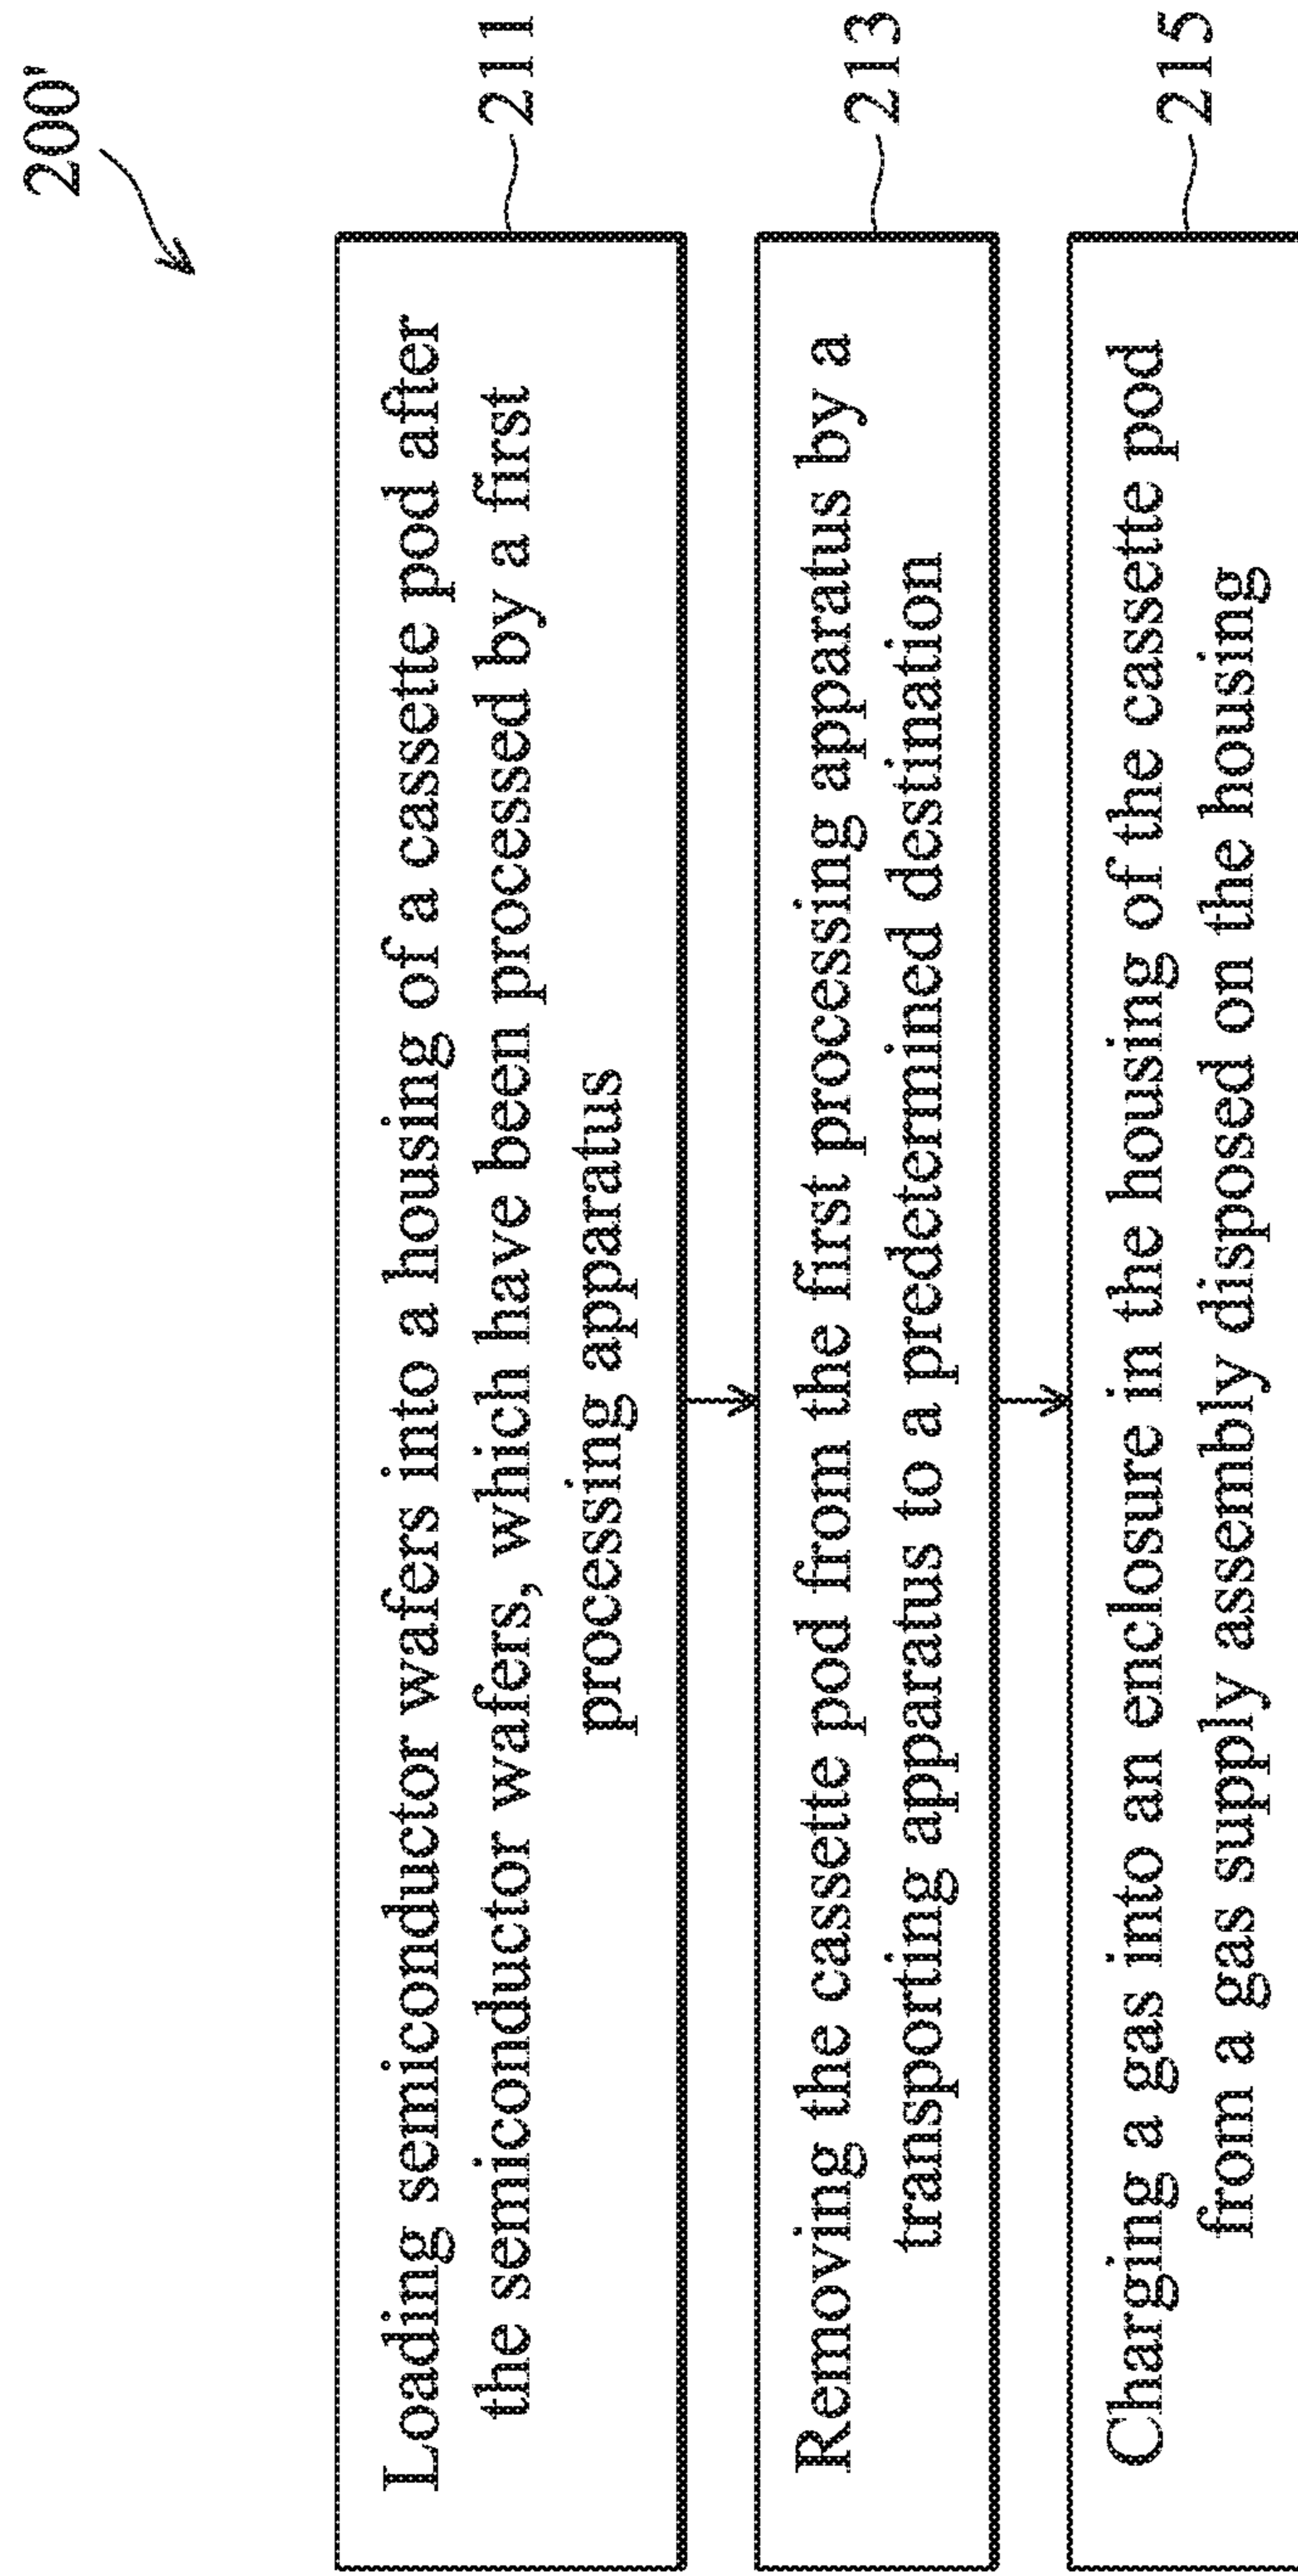 200'
Loading semiconductor wafers into a housing of a cassette pod after
the semiconductor wafers, which have been processed by a first
processing apparatus
211
Removing the cassette pod from the first processing apparatus by a
transporting apparatus to a predetermined destination
213
Charging a gas into an enclosure in the housing of the cassette pod
from a gas supply assembly disposed on the housing
215